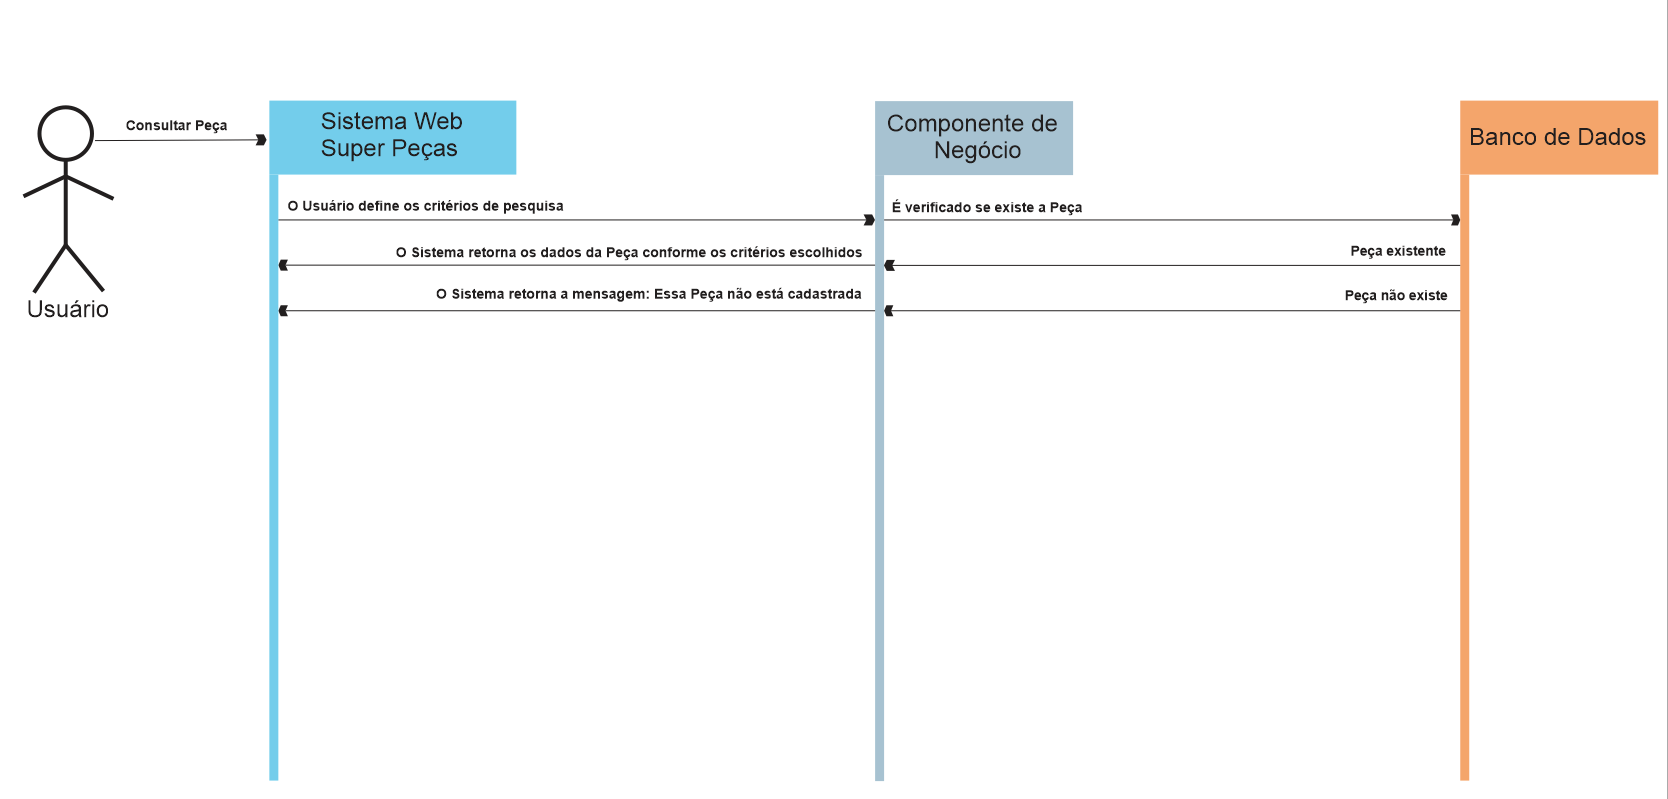 Consultar Peça
Sistema Web
Super Peças
Componente de
Negócio
Banco de Dados
O Usuário define os critérios de pesquisa
É verificado se existe a Peça
O Sistema retorna os dados da Peça conforme os critérios escolhidos
Peça existente
O Sistema retorna a mensagem: Essa Peça não está cadastrada
Peça não existe
Usuário